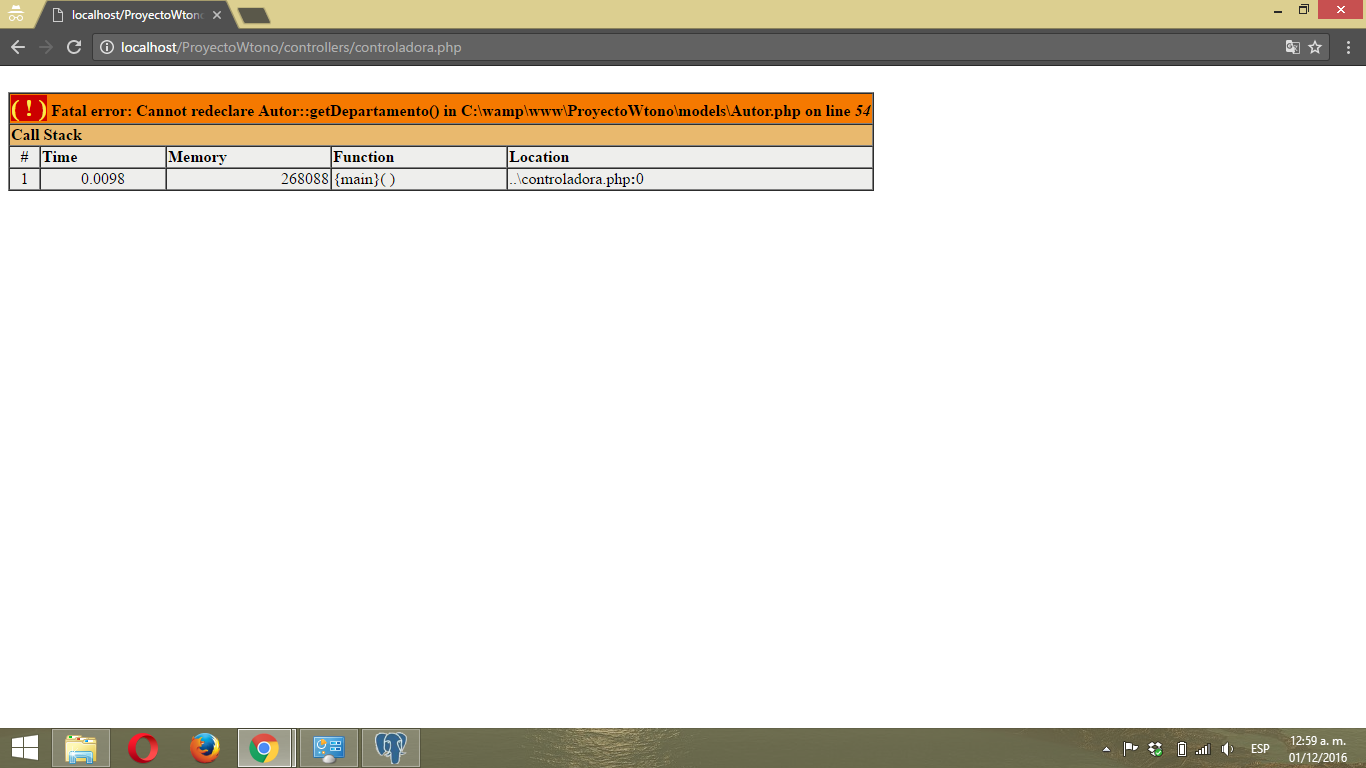 localhost/ProyectoWtono
localhost/ProyectoWtono/controllers/controladora.php
( ! ) Fatal error: Cannot redeclare Autor::getDepartamento() in C:\wamp\www\ProyectoWtono\models\Autor.php on line 54
Call Stack
# Time Memory Function Location
1 0.0098 268088 {main}( ) ..\controladora.php:0
ESP
12:59 a. m.
01/12/2016